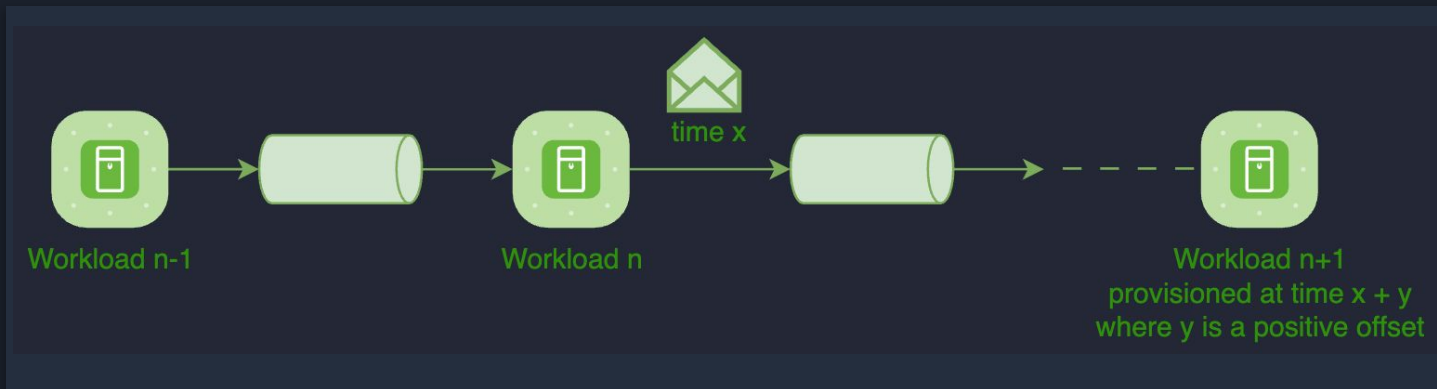 time x
Workload n-1
Workload n
Workload n+1
provisioned at time x + y
where y is a positive offset